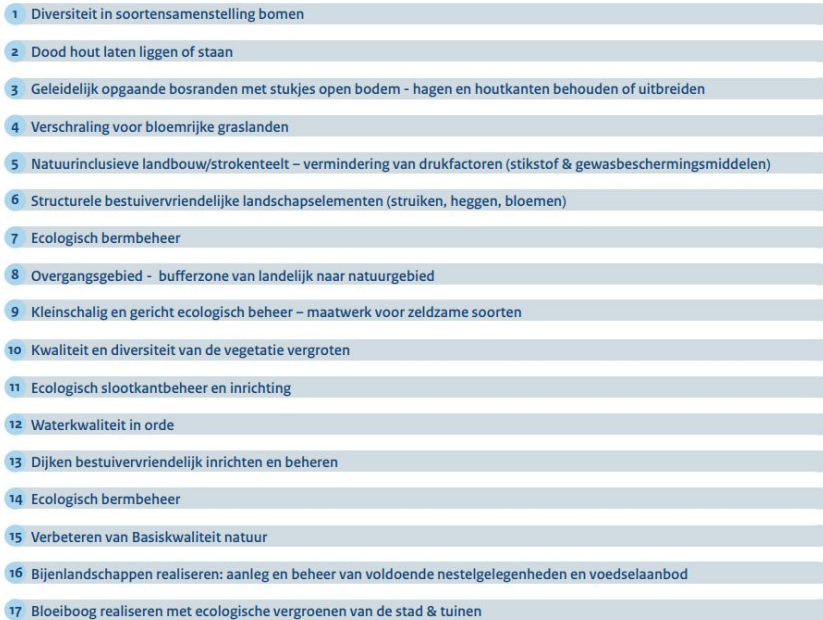 1 Diversiteit in soortensamenstelling bomen
2 Dood hout laten liggen of staan
3 Geleidelijk opgaande bosranden met stukjes open bodem - hagen en houtkanten behouden of uitbreiden
4 Verschraling voor bloemrijke graslanden
5 Natuurinclusieve landbouw/strokenteelt – vermindering van drukfactoren (stikstof & gewasbeschermingsmiddelen)
6 Structurele bestuivervriendelijke landschapselementen (struiken, heggen, bloemen)
7 Ecologisch bermbeheer
8 Overgangsgebied - bufferzone van landelijk naar natuurgebied
9 Kleinschalig en gericht ecologisch beheer – maatwerk voor zeldzame soorten
10 Kwaliteit en diversiteit van de vegetatie vergroten
11 Ecologisch slootkantbeheer en inrichting
12 Waterkwaliteit in orde
13 Dijken bestuivervriendelijk inrichten en beheren
14 Ecologisch bermbeheer
15 Verbeteren van Basiskwaliteit natuur
16 Bijenlandschappen realiseren: aanleg en beheer van voldoende nestelgelegenheden en voedselaanbod
17 Bloeiboog realiseren met ecologische vergroenen van de stad & tuinen